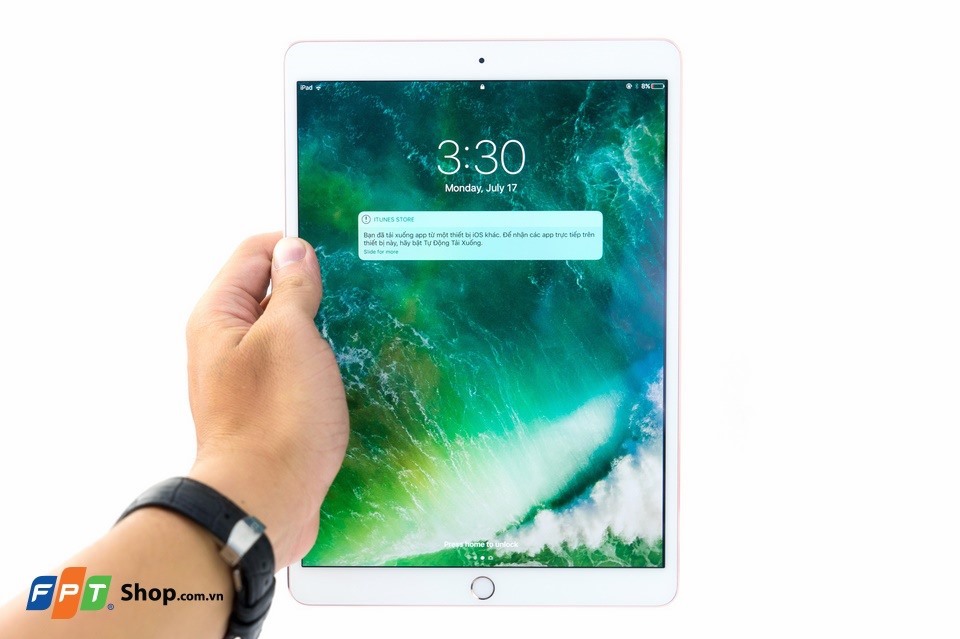 iPad
8%
3:30
Monday, July 17
ITUNES STORE
Bạn đã tải xuống app từ một thiết bị iOS khác. Để nhận các app trực tiếp trên
thiết bị này, hãy bật Tự Động Tải Xuống.
Slide for more
Press home to unlock
FPT® Shop.com.vn